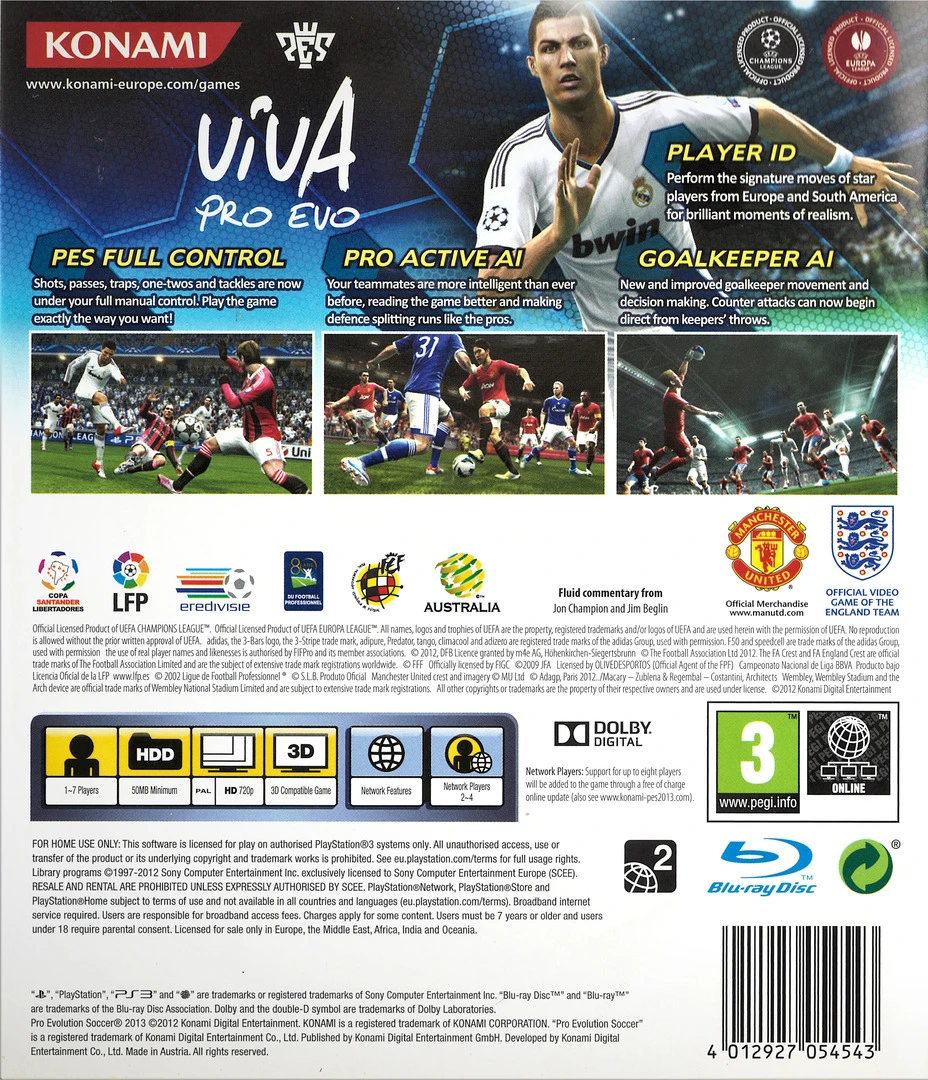 KONAMI
PES
www.konami-europe.com/games
OFFICIAL LICENSED PRODUCT
CHAMPIONS
LEAGUE
OFFICIAL LICENSED PRODUCT
EUROPA
LEAGUE
ViVA
PRO EVO
PLAYER ID
Perform the signature moves of star
players from Europe and South America
for brilliant moments of realism.
bwin
PES FULL CONTROL
Shots, passes, traps, one-twos and tackles are now
under your full manual control. Play the game
exactly the way you want!
PRO ACTIVE AI
Your teammates are more intelligent than ever
before, reading the game better and making
defence splitting runs like the pros.
GOALKEEPER AI
New and improved goalkeeper movement and
decision making. Counter attacks can now begin
direct from keepers' throws.
31
AON
5
Uni
COPA
SANTANDER
LIBERTADORES
LFP
eredivisie
8
DU FOOTBALL
PROFESSIONNEL
AUSTRALIA
Fluid commentary from
Jon Champion and Jim Beglin
MANCHESTER
UNITED
Official Merchandise
www.manutd.com
OFFICIAL VIDEO
GAME OF THE
ENGLAND TEAM
Official Licensed Product of UEFA CHAMPIONS LEAGUE™. Official Licensed Product of UEFA EUROPA LEAGUE™. All names, logos and trophies of UEFA are the property, registered trademarks and/or logos of UEFA and are used herein with the permission of UEFA. No reproduction
is allowed without the prior written approval of UEFA. adidas, the 3-Bars logo, the 3-Stripe trade mark, adipure, Predator, tango, climacool and adizero are registered trade marks of the adidas Group, used with permission. F50 and speedcell are trade marks of the adidas Group,
used with permission the use of real player names and likenesses is authorised by FIFPro and its member associations. © 2012, DFB Licence granted by m4e AG, Höhenkirchen-Siegertsbrunn © The Football Association Ltd 2012. The FA Crest and FA England Crest are official
trade marks of The Football Association Limited and are the subject of extensive trade mark registrations worldwide. © FFF Officially licensed by FIGC ©2009 JFA Licensed by OLIVEDESPORTOS (Official Agent of the FPF) Campeonato Nacional de Liga BBVA Producto bajo
Licencia Oficial de la LFP www.lfp.es © 2002 Ligue de Football Professionnel ® © S.L.B. Produto Oficial Manchester United crest and imagery © MU Ltd © Adagp, Paris 2012../Macary – Zublena & Regembal – Costantini, Architects Wembley, Wembley Stadium and the
Arch device are official trade marks of Wembley National Stadium Limited and are subject to extensive trade mark registrations. All other copyrights or trademarks are the property of their respective owners and are used under license. ©2012 Konami Digital Entertainment
HDD
3D
1~7 Players
50MB Minimum
PAL
HD 720p
3D Compatible Game
Network Features
Network Players
2~4
DOLBY
DIGITAL
Network Players: Support for up to eight players
will be added to the game through a free of charge
online update (also see www.konami-pes2013.com).
3
TM
www.pegi.info
TM
ONLINE
FOR HOME USE ONLY: This software is licensed for play on authorised PlayStation®3 systems only. All unauthorised access, use or
transfer of the product or its underlying copyright and trademark works is prohibited. See eu.playstation.com/terms for full usage rights.
Library programs ©1997-2012 Sony Computer Entertainment Inc. exclusively licensed to Sony Computer Entertainment Europe (SCEE).
RESALE AND RENTAL ARE PROHIBITED UNLESS EXPRESSLY AUTHORISED BY SCEE. PlayStation®Network, PlayStation®Store and
PlayStation®Home subject to terms of use and not available in all countries and languages (eu.playstation.com/terms). Broadband internet
service required. Users are responsible for broadband access fees. Charges apply for some content. Users must be 7 years or older and users
under 18 require parental consent. Licensed for sale only in Europe, the Middle East, Africa, India and Oceania.
2
Blu-ray Disc™
®
"PS", "PlayStation", "PS3" and "" are trademarks or registered trademarks of Sony Computer Entertainment Inc. "Blu-ray Disc™" and "Blu-ray™"
are trademarks of the Blu-ray Disc Association. Dolby and the double-D symbol are trademarks of Dolby Laboratories.
Pro Evolution Soccer® 2013 ©2012 Konami Digital Entertainment. KONAMI is a registered trademark of KONAMI CORPORATION. "Pro Evolution Soccer"
is a registered trademark of Konami Digital Entertainment Co., Ltd. Published by Konami Digital Entertainment GmbH. Developed by Konami Digital
Entertainment Co., Ltd. Made in Austria. All rights reserved.
4 012927 054543